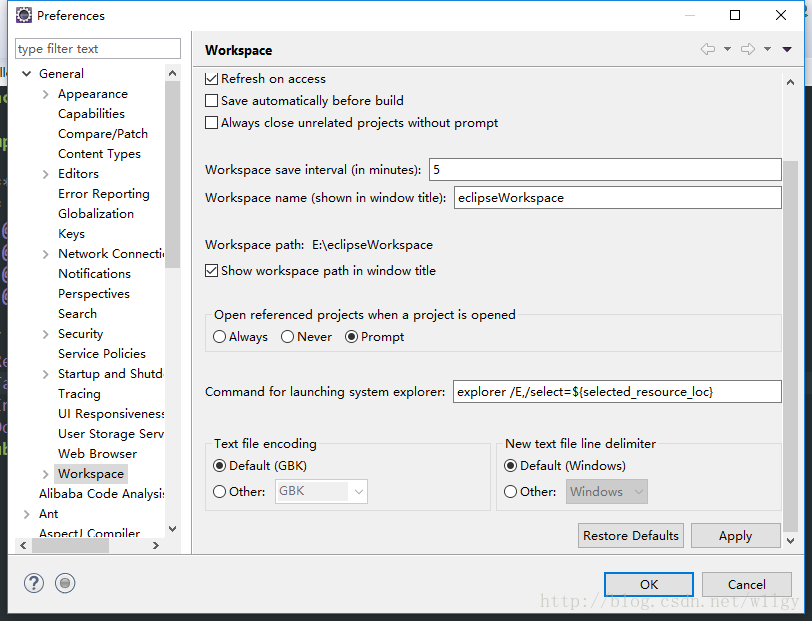 Preferences
type filter text
General
Appearance
Capabilities
Compare/Patch
Content Types
Editors
Error Reporting
Globalization
Keys
Network Connectio
Notifications
Perspectives
Search
Security
Service Policies
Startup and Shutd
Tracing
UI Responsiveness
User Storage Serv
Web Browser
Workspace
Alibaba Code Analysis
Ant
AspectJ Compiler
Workspace
Refresh on access
Save automatically before build
Always close unrelated projects without prompt
Workspace save interval (in minutes): 5
Workspace name (shown in window title): eclipseWorkspace
Workspace path: E:\eclipseWorkspace
Show workspace path in window title
Open referenced projects when a project is opened
Always Never Prompt
Command for launching system explorer: explorer /E,/select=${selected_resource_loc}
Text file encoding
Default (GBK)
Other: GBK
New text file line delimiter
Default (Windows)
Other: Windows
Restore Defaults Apply
OK Cancel
http://blog.csdn.net/wllgy